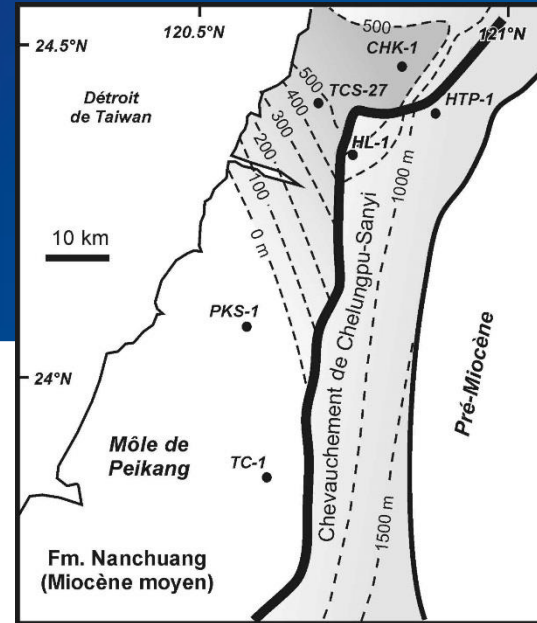 24.5°N
120.5°N
121°N
500
CHK-1
TCS-27
HTP-1
Détroit
de Taiwan
500
400
300
200
100
0 m
HL-1
1000 m
10 km
Chevauchement de Chelungpu-Sanyi
PKS-1
Pré-Miocène
24°N
Môle de
Peikang
TC-1
1500 m
Fm. Nanchuang
(Miocène moyen)